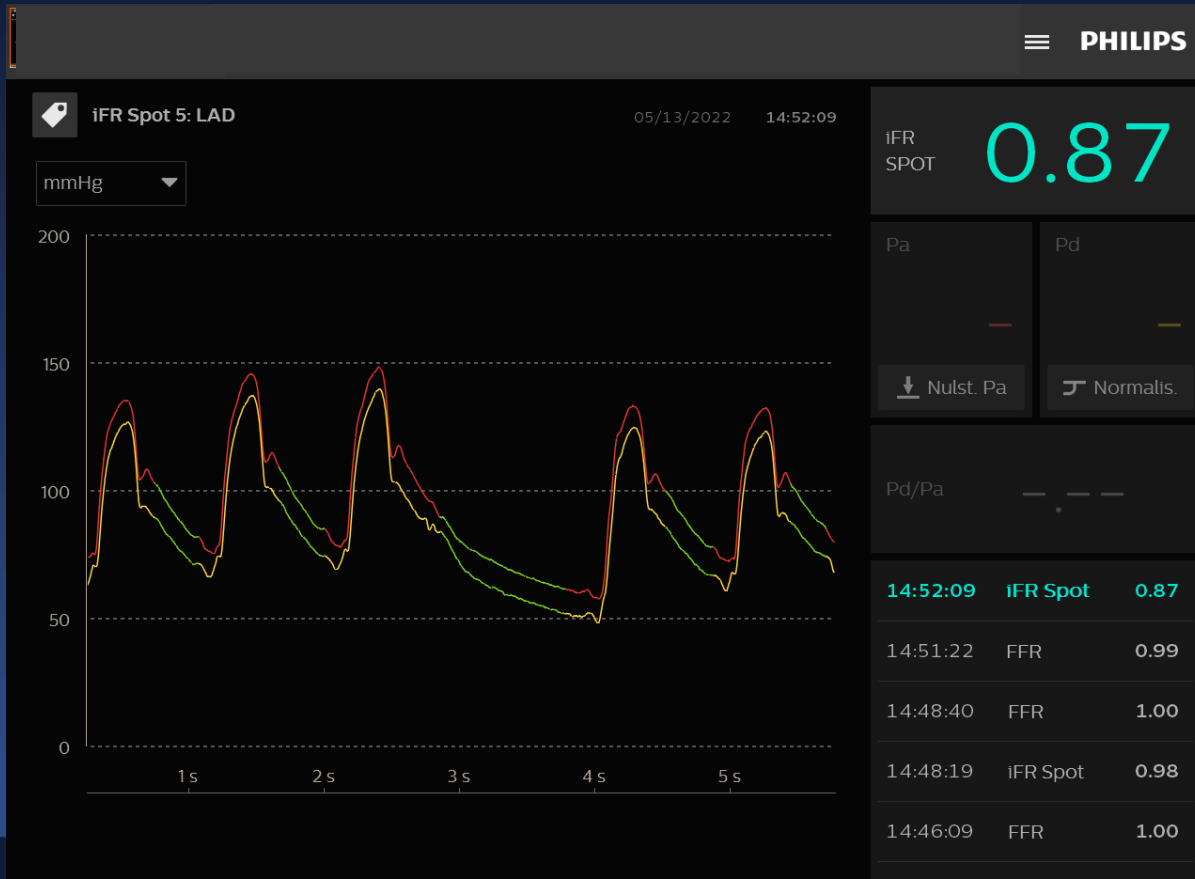 PHILIPS
iFR Spot 5: LAD
05/13/2022 14:52:09
mmHg
200
150
100
50
0
1 s 2 s 3 s 4 s 5 s
iFR
SPOT
0.87
Pa
Pd
Nulst. Pa
Normalis.
Pd/Pa
-.--
14:52:09 iFR Spot 0.87
14:51:22 FFR 0.99
14:48:40 FFR 1.00
14:48:19 iFR Spot 0.98
14:46:09 FFR 1.00